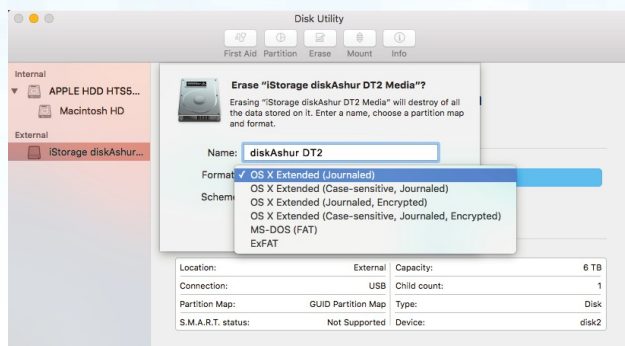 Disk Utility
First Aid Partition Erase Mount Info
Internal
APPLE HDD HTS5...
Macintosh HD
External
iStorage diskAshur...
Erase “iStorage diskAshur DT2 Media”?
Erasing “iStorage diskAshur DT2 Media” will destroy of all
the data stored on it. Enter a name, choose a partition map
and format.
Name: diskAshur DT2
Format ✓ OS X Extended (Journaled)
OS X Extended (Case-sensitive, Journaled)
Scheme
OS X Extended (Journaled, Encrypted)
OS X Extended (Case-sensitive, Journaled, Encrypted)
MS-DOS (FAT)
ExFAT
Location: External Capacity: 6 TB
Connection: USB Child count: 1
Partition Map: GUID Partition Map Type: Disk
S.M.A.R.T. status: Not Supported Device: disk2